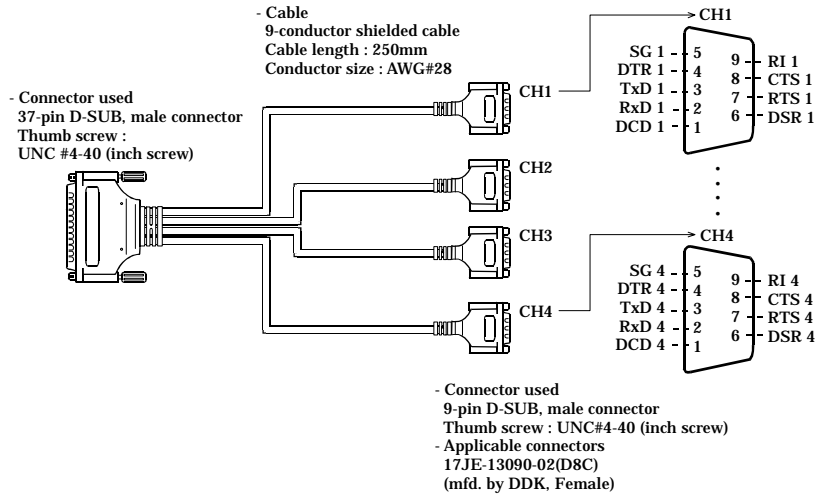 - Cable
9-conductor shielded cable
Cable length : 250mm
Conductor size : AWG#28
- Connector used
37-pin D-SUB, male connector
Thumb screw :
UNC #4-40 (inch screw)
CH1
CH2
CH3
CH4
CH1
SG 1 5
DTR 1 4
TxD 1 3
RxD 1 2
DCD 1 1
9 RI 1
8 CTS 1
7 RTS 1
6 DSR 1
CH4
SG 4 5
DTR 4 4
TxD 4 3
RxD 4 2
DCD 4 1
9 RI 4
8 CTS 4
7 RTS 4
6 DSR 4
- Connector used
9-pin D-SUB, male connector
Thumb screw : UNC#4-40 (inch screw)
- Applicable connectors
17JE-13090-02(D8C)
(mfd. by DDK, Female)